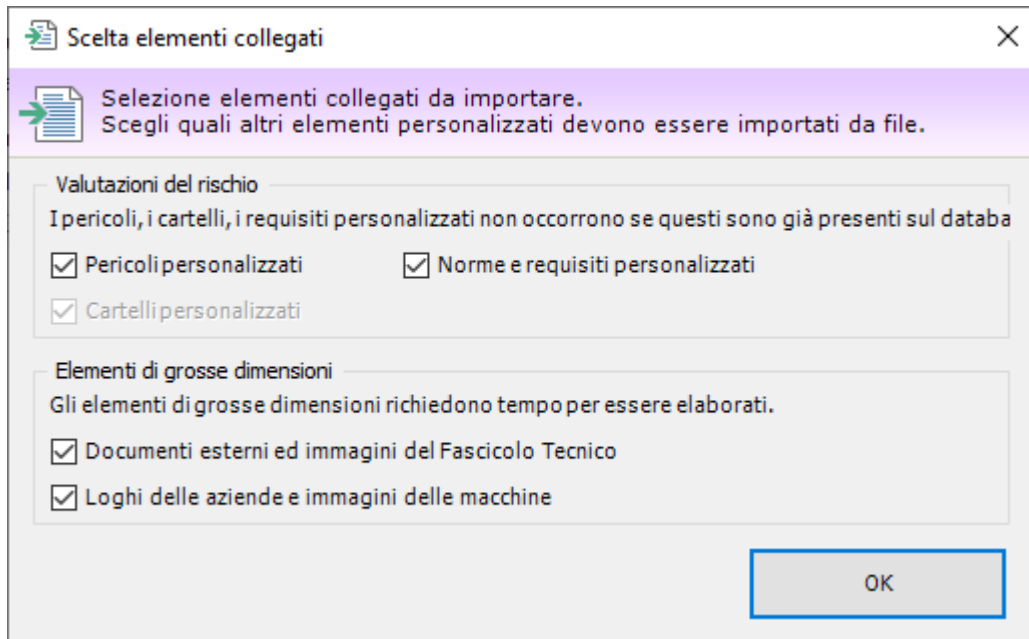 Scelta elementi collegati
Selezione elementi collegati da importare.
Scegli quali altri elementi personalizzati devono essere importati da file.
Valutazioni del rischio
I pericoli, i cartelli, i requisiti personalizzati non occorrono se questi sono già presenti sul databa
Pericoli personalizzati
Norme e requisiti personalizzati
Cartelli personalizzati
Elementi di grosse dimensioni
Gli elementi di grosse dimensioni richiedono tempo per essere elaborati.
Documenti esterni ed immagini del Fascicolo Tecnico
Loghi delle aziende e immagini delle macchine
OK